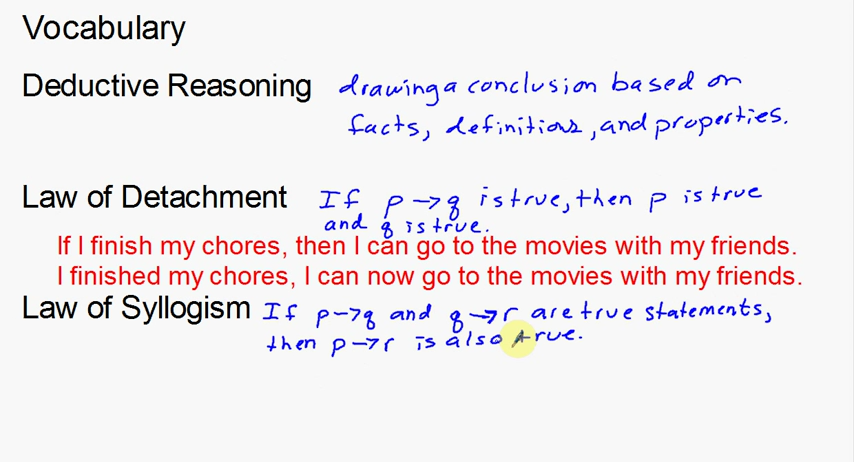 Vocabulary
Deductive Reasoning drawing a conclusion based on
facts, definitions, and properties.
Law of Detachment If p → q is true, then p is true
and q is true.
If I finish my chores, then I can go to the movies with my friends.
I finished my chores, I can now go to the movies with my friends.
Law of Syllogism If p → q and q → r are true statements,
then p → r is also true.